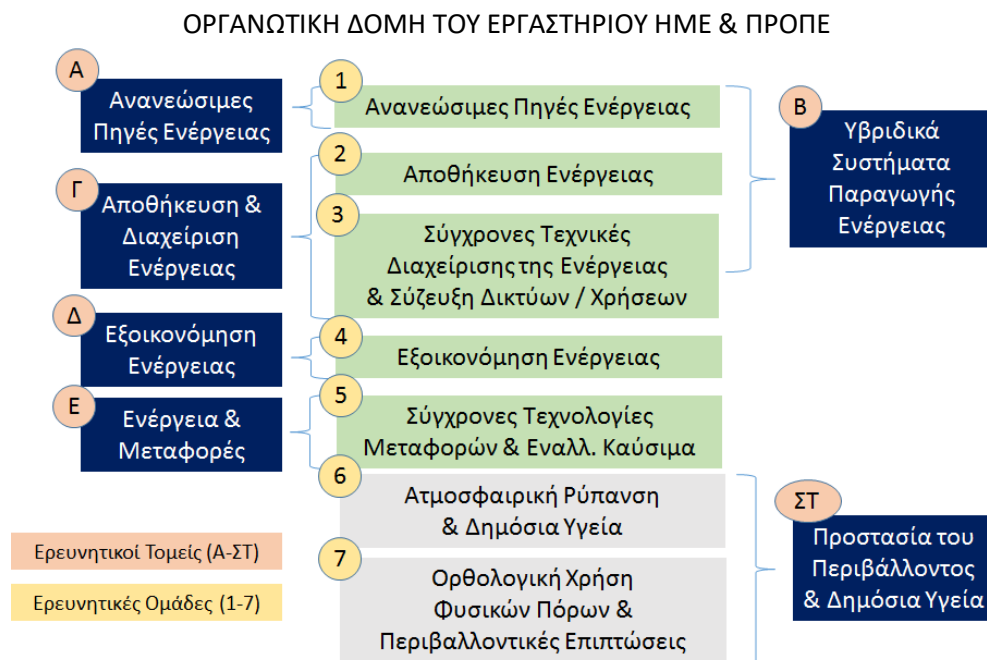 ΟΡΓΑΝΩΤΙΚΗ ΔΟΜΗ ΤΟΥ ΕΡΓΑΣΤΗΡΙΟΥ ΗΜΕ & ΠΡΟΠΕ
Α
Ανανεώσιμες
Πηγές Ενέργειας
Γ
Αποθήκευση &
Διαχείριση
Ενέργειας
Δ
Εξοικονόμηση
Ενέργειας
Ε
Ενέργεια &
Μεταφορές
1
Ανανεώσιμες Πηγές Ενέργειας
2
Αποθήκευση Ενέργειας
3
Σύγχρονες Τεχνικές
Διαχείρισης της Ενέργειας
& Σύζευξη Δικτύων / Χρήσεων
4
Εξοικονόμηση Ενέργειας
5
Σύγχρονες Τεχνολογίες
Μεταφορών & Εναλλ. Καύσιμα
6
Ατμοσφαιρική Ρύπανση
& Δημόσια Υγεία
7
Ορθολογική Χρήση
Φυσικών Πόρων &
Περιβαλλοντικές Επιπτώσεις
Β
Υβριδικά
Συστήματα
Παραγωγής
Ενέργειας
ΣΤ
Προστασία του
Περιβάλλοντος
& Δημόσια Υγεία
Ερευνητικοί Τομείς (Α-ΣΤ)
Ερευνητικές Ομάδες (1-7)